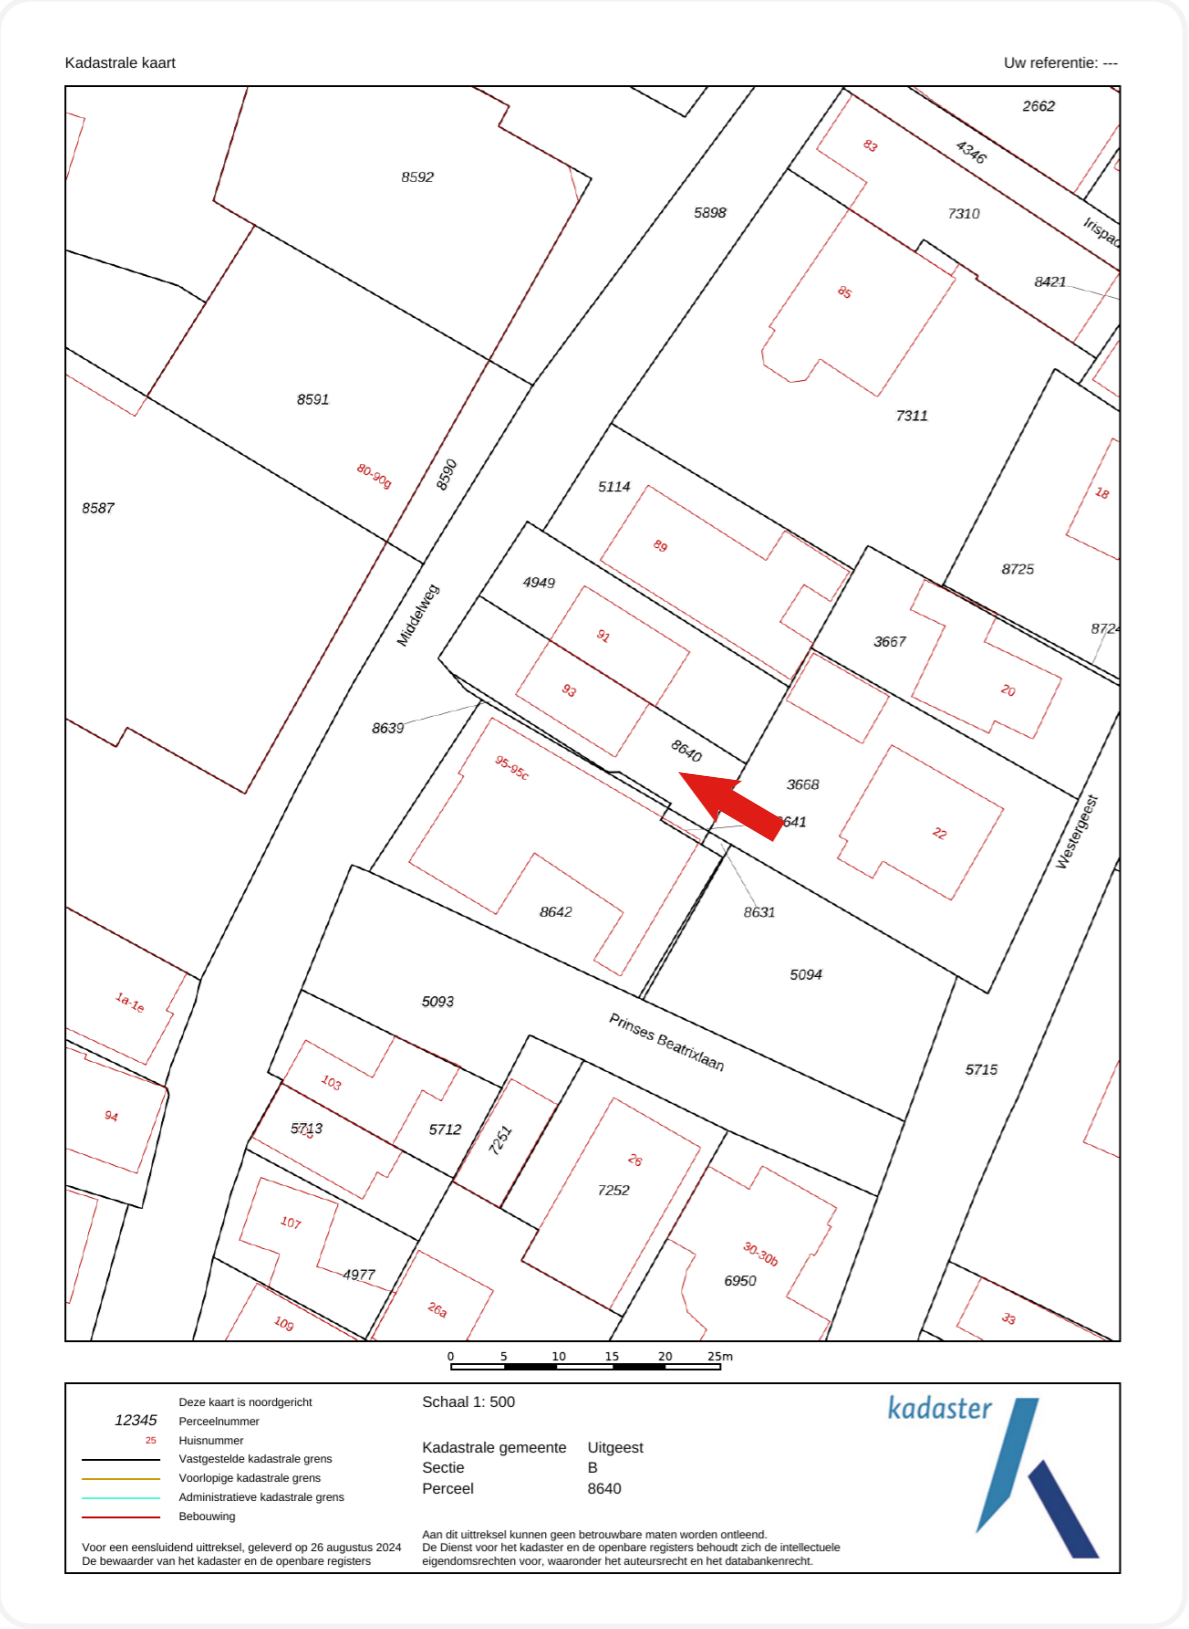 Kadastrale kaart
Uw referentie: ---
2662
83
4346
8592
5898
7310
Irispad
8421
85
8591
7311
80-90g
8590
5114
18
8587
89
8725
4949
Middelweg
91
3667
8724
93
20
8639
8640
95-95c
3668
Westergeest
641
22
8642
8631
5094
1a-1e
5093
Prinses Beatrixlaan
5715
103
94
5713
5712
7251
26
7252
107
30-30b
4977
6950
26a
109
33
0 5 10 15 20 25m
Deze kaart is noordgericht
12345 Perceelnummer
25 Huisnummer
Vastgestelde kadastrale grens
Voorlopige kadastrale grens
Administratieve kadastrale grens
Bebouwing
Voor een eensluidend uittreksel, geleverd op 26 augustus 2024
De bewaarder van het kadaster en de openbare registers
Schaal 1: 500
Kadastrale gemeente Uitgeest
Sectie B
Perceel 8640
Aan dit uittreksel kunnen geen betrouwbare maten worden ontleend.
De Dienst voor het kadaster en de openbare registers behoudt zich de intellectuele
eigendomsrechten voor, waaronder het auteursrecht en het databankenrecht.
kadaster